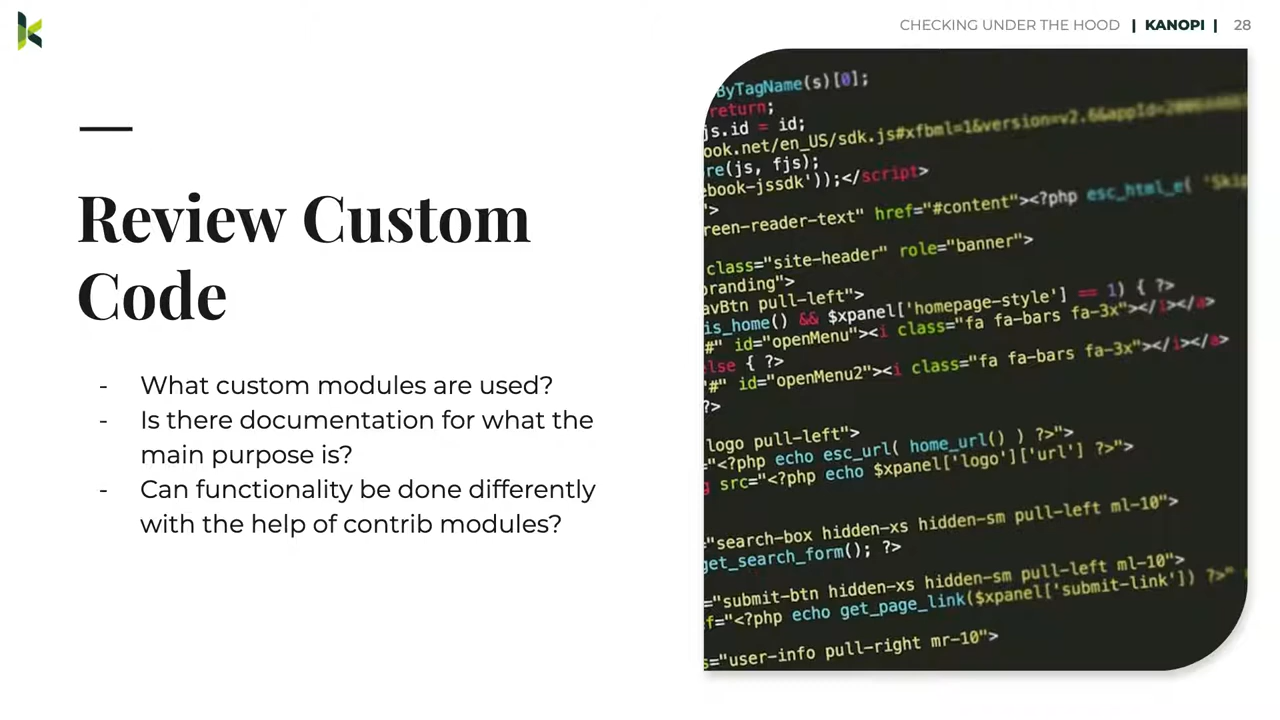 CHECKING UNDER THE HOOD | KANOPI | 28
Review Custom
Code
- What custom modules are used?
- Is there documentation for what the
main purpose is?
- Can functionality be done differently
with the help of contrib modules?
ByTagName(s)[0];
return;
js.id = id;
ook.net/en_US/sdk.js#xfbml=1&version=v2.6&appId=
re(js, fjs);
ebook-jssdk'));</script>
">
reen-reader-text" href="#content"><?php esc_html_e( 'Skip
class="site-header" role="banner">
branding">
avBtn pull-left">
is_home() && $xpanel['homepage-style'] == 1) { ?>
#" id="openMenu"><i class="fa fa-bars fa-3x"></i></a>
else { ?>
"#" id="openMenu2"><i class="fa fa-bars fa-3x"></i></a>
?>
logo pull-left">
="<?php echo esc_url( home_url() ) ?>">
g src="<?php echo $xpanel['logo']['url'] ?>">
="search-box hidden-xs hidden-sm pull-left ml-10">
get_search_form(); ?>
="submit-btn hidden-xs hidden-sm pull-left ml-10">
f="<?php echo get_page_link($xpanel['submit-link']) ?>"
s="user-info pull-right mr-10">